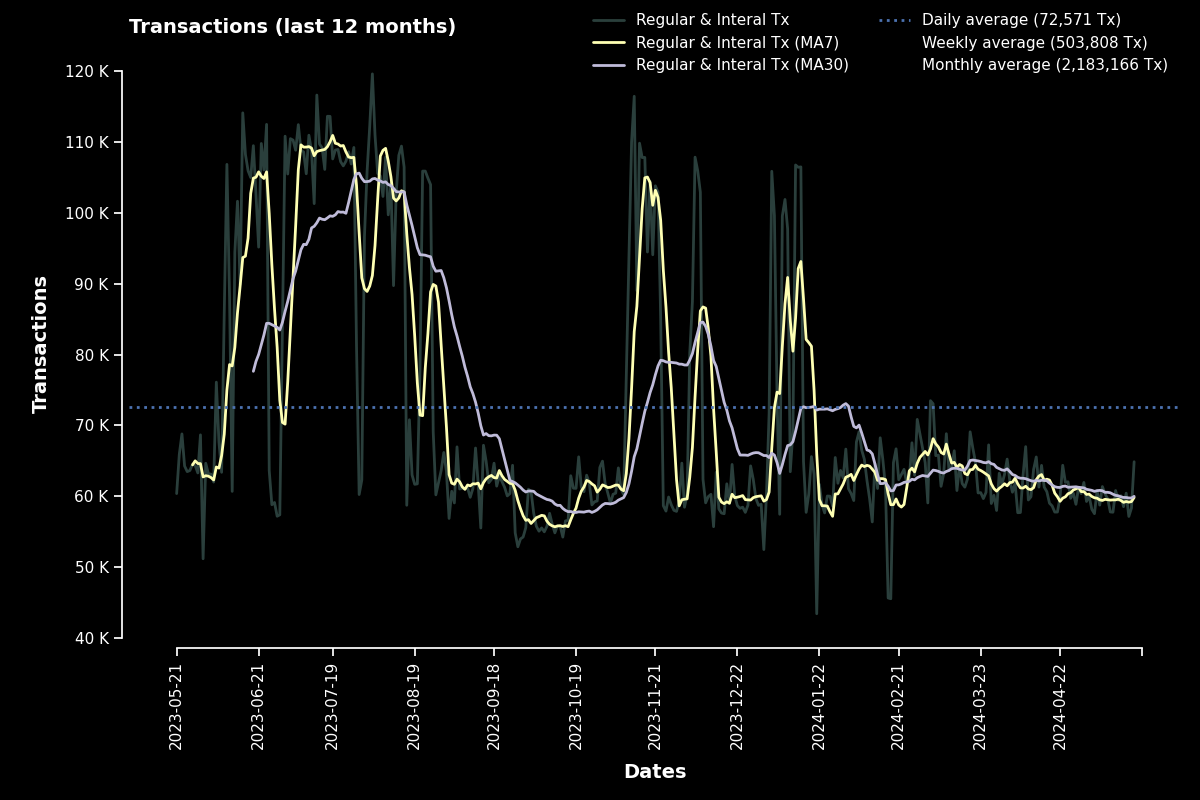 Transactions (last 12 months)
Regular & Interal Tx
Regular & Interal Tx (MA7)
Regular & Interal Tx (MA30)
Daily average (72,571 Tx)
Weekly average (503,808 Tx)
Monthly average (2,183,166 Tx)
Transactions
120 K
110 K
100 K
90 K
80 K
70 K
60 K
50 K
40 K
2023-05-21
2023-06-21
2023-07-19
2023-08-19
2023-09-18
2023-10-19
2023-11-21
2023-12-22
2024-01-22
2024-02-21
2024-03-23
2024-04-22
Dates